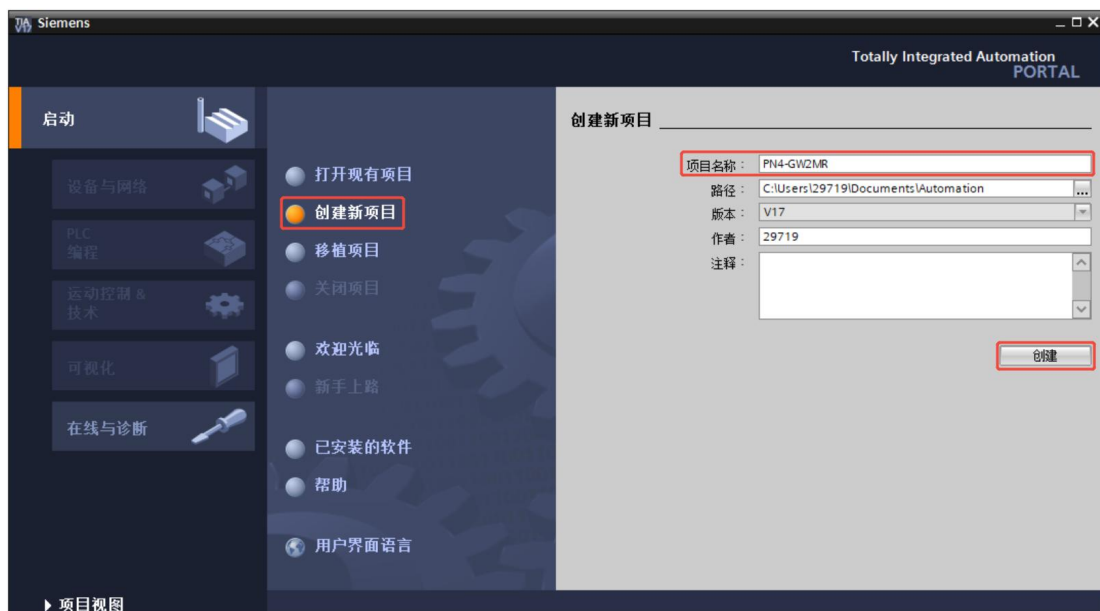 Siemens
Totally Integrated Automation
PORTAL
启动
设备与网络
PLC
编程
运动控制 &
技术
可视化
在线与诊断
项目视图
打开现有项目
创建新项目
移植项目
关闭项目
欢迎光临
新手上路
已安装的软件
帮助
用户界面语言
创建新项目
项目名称： PN4-GW2MR
路径： C:\Users\29719\Documents\Automation ...
版本： V17
作者： 29719
注释：
创建